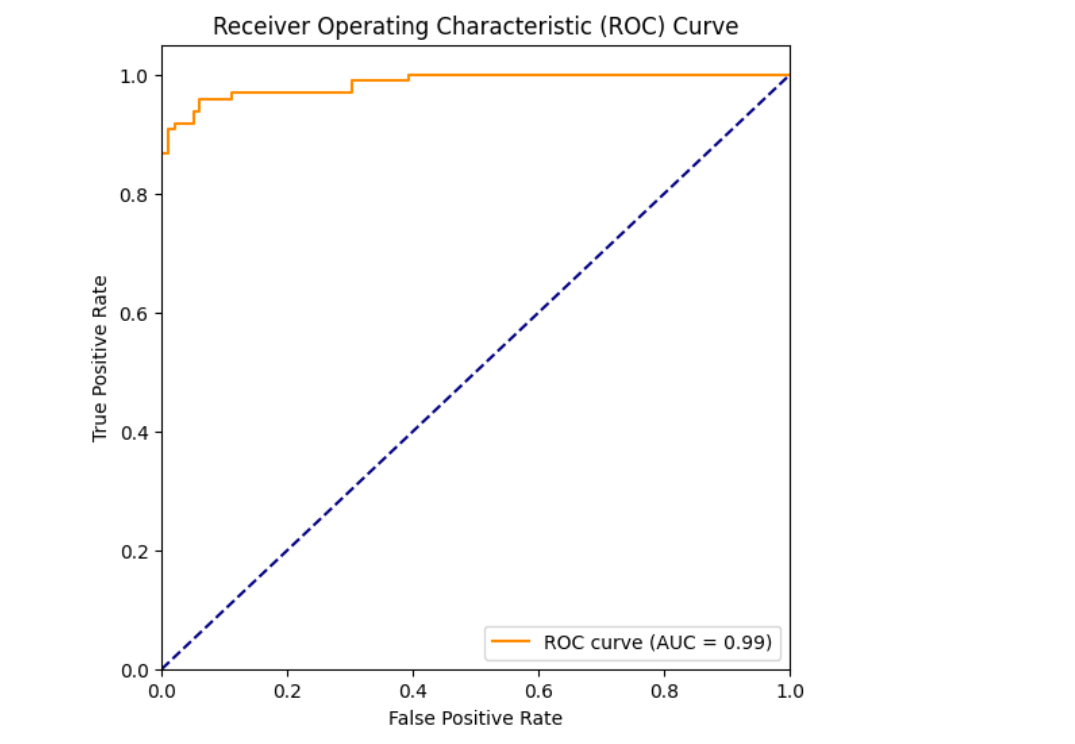 Receiver Operating Characteristic (ROC) Curve
1.0
0.8
0.6
0.4
0.2
0.0
True Positive Rate
ROC curve (AUC = 0.99)
0.0 0.2 0.4 0.6 0.8 1.0
False Positive Rate